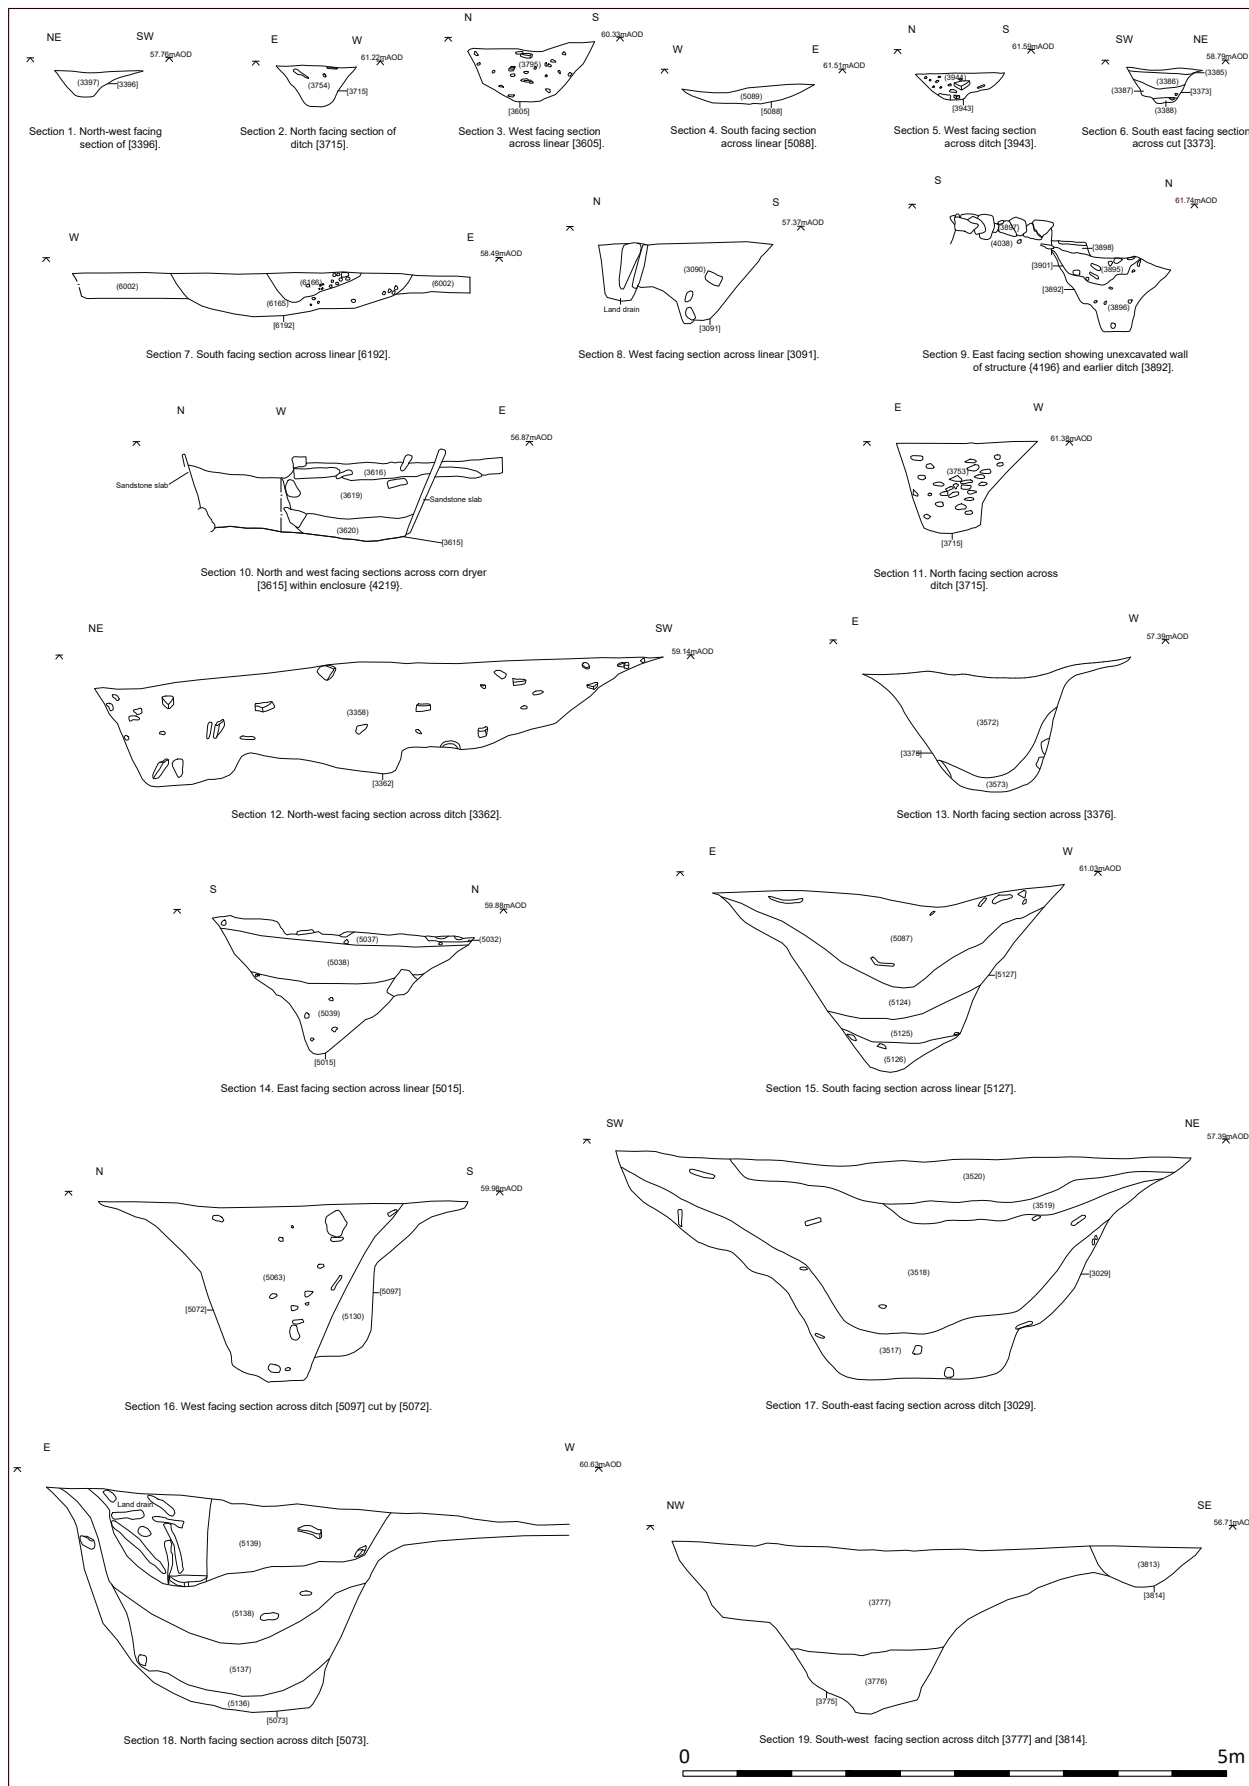 NE SW
57.76mAOD
(3397)
[3396]
Section 1. North-west facing
section of [3396].
E W
61.22mAOD
(3754)
[3715]
Section 2. North facing section of
ditch [3715].
N S
60.33mAOD
(3795)
[3605]
Section 3. West facing section
across linear [3605].
W E
61.51mAOD
(5089)
[5088]
Section 4. South facing section
across linear [5088].
N S
61.59mAOD
(3944)
[3943]
Section 5. West facing section
across ditch [3943].
SW NE
58.79mAOD
(3385)
(3386)
(3387)
[3373]
(3388)
Section 6. South east facing section
across cut [3373].
W E
58.49mAOD
(6002)
(6166)
(6002)
(6165)
[6192]
Section 7. South facing section across linear [6192].
N S
57.37mAOD
(3090)
Land drain
[3091]
Section 8. West facing section across linear [3091].
S N
61.74mAOD
(3897)
(4038)
(3898)
[3901]
(3895)
[3892]
(3896)
Section 9. East facing section showing unexcavated wall
of structure {4196} and earlier ditch [3892].
N W E
56.87mAOD
Sandstone slab
(3616)
(3619)
Sandstone slab
(3620)
[3615]
Section 10. North and west facing sections across corn dryer
[3615] within enclosure {4219}.
E W
61.38mAOD
(3753)
[3715]
Section 11. North facing section across
ditch [3715].
NE SW
59.14mAOD
(3358)
[3362]
Section 12. North-west facing section across ditch [3362].
E W
57.39mAOD
(3572)
[3376]
(3573)
Section 13. North facing section across [3376].
S N
59.88mAOD
(5037)
(5032)
(5038)
(5039)
[5015]
Section 14. East facing section across linear [5015].
E W
61.03mAOD
(5087)
[5127]
(5124)
(5125)
(5126)
Section 15. South facing section across linear [5127].
N S
59.98mAOD
(5063)
[5072]
[5097]
(5130)
Section 16. West facing section across ditch [5097] cut by [5072].
SW NE
57.39mAOD
(3520)
(3519)
(3518)
[3029]
(3517)
Section 17. South-east facing section across ditch [3029].
E W
60.63mAOD
Land drain
(5139)
(5138)
(5137)
(5136)
[5073]
Section 18. North facing section across ditch [5073].
NW SE
56.71mAO
(3813)
[3814]
(3777)
(3776)
[3775]
Section 19. South-west facing section across ditch [3777] and [3814].
0 5m